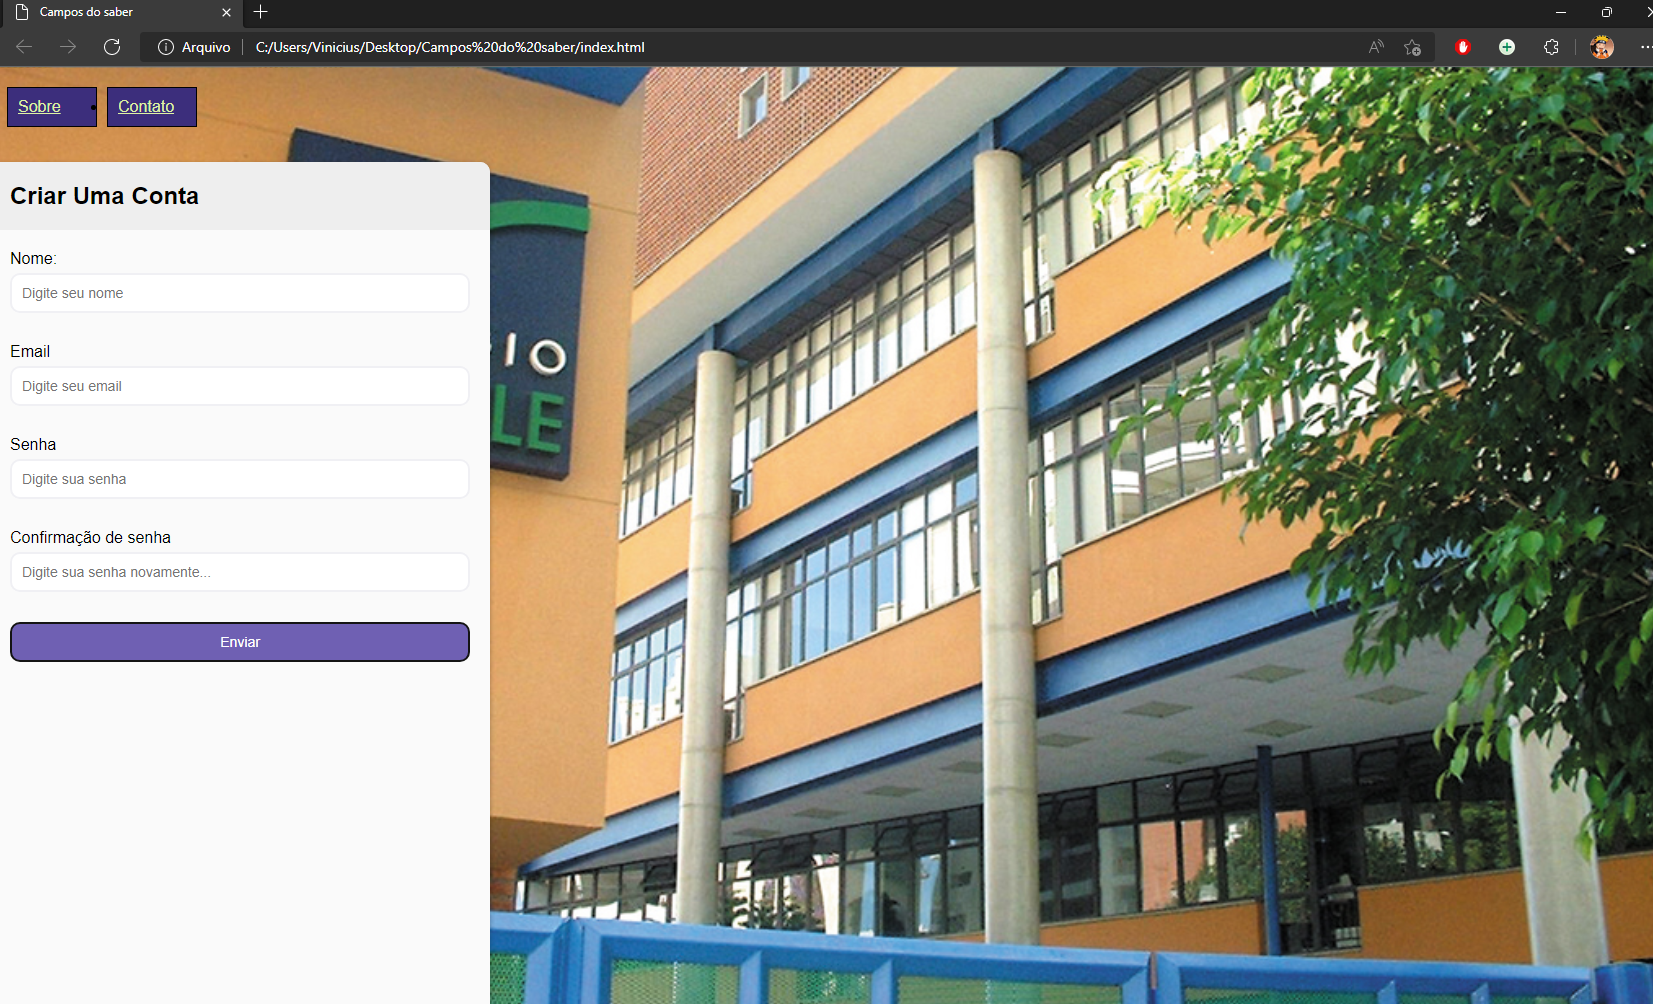 Campos do saber
Arquivo
C:/Users/Vinicius/Desktop/Campos%20do%20saber/index.html
Sobre
Contato
Criar Uma Conta
Nome:
Digite seu nome
Email
Digite seu email
Senha
Digite sua senha
Confirmação de senha
Digite sua senha novamente...
Enviar
IO
LE